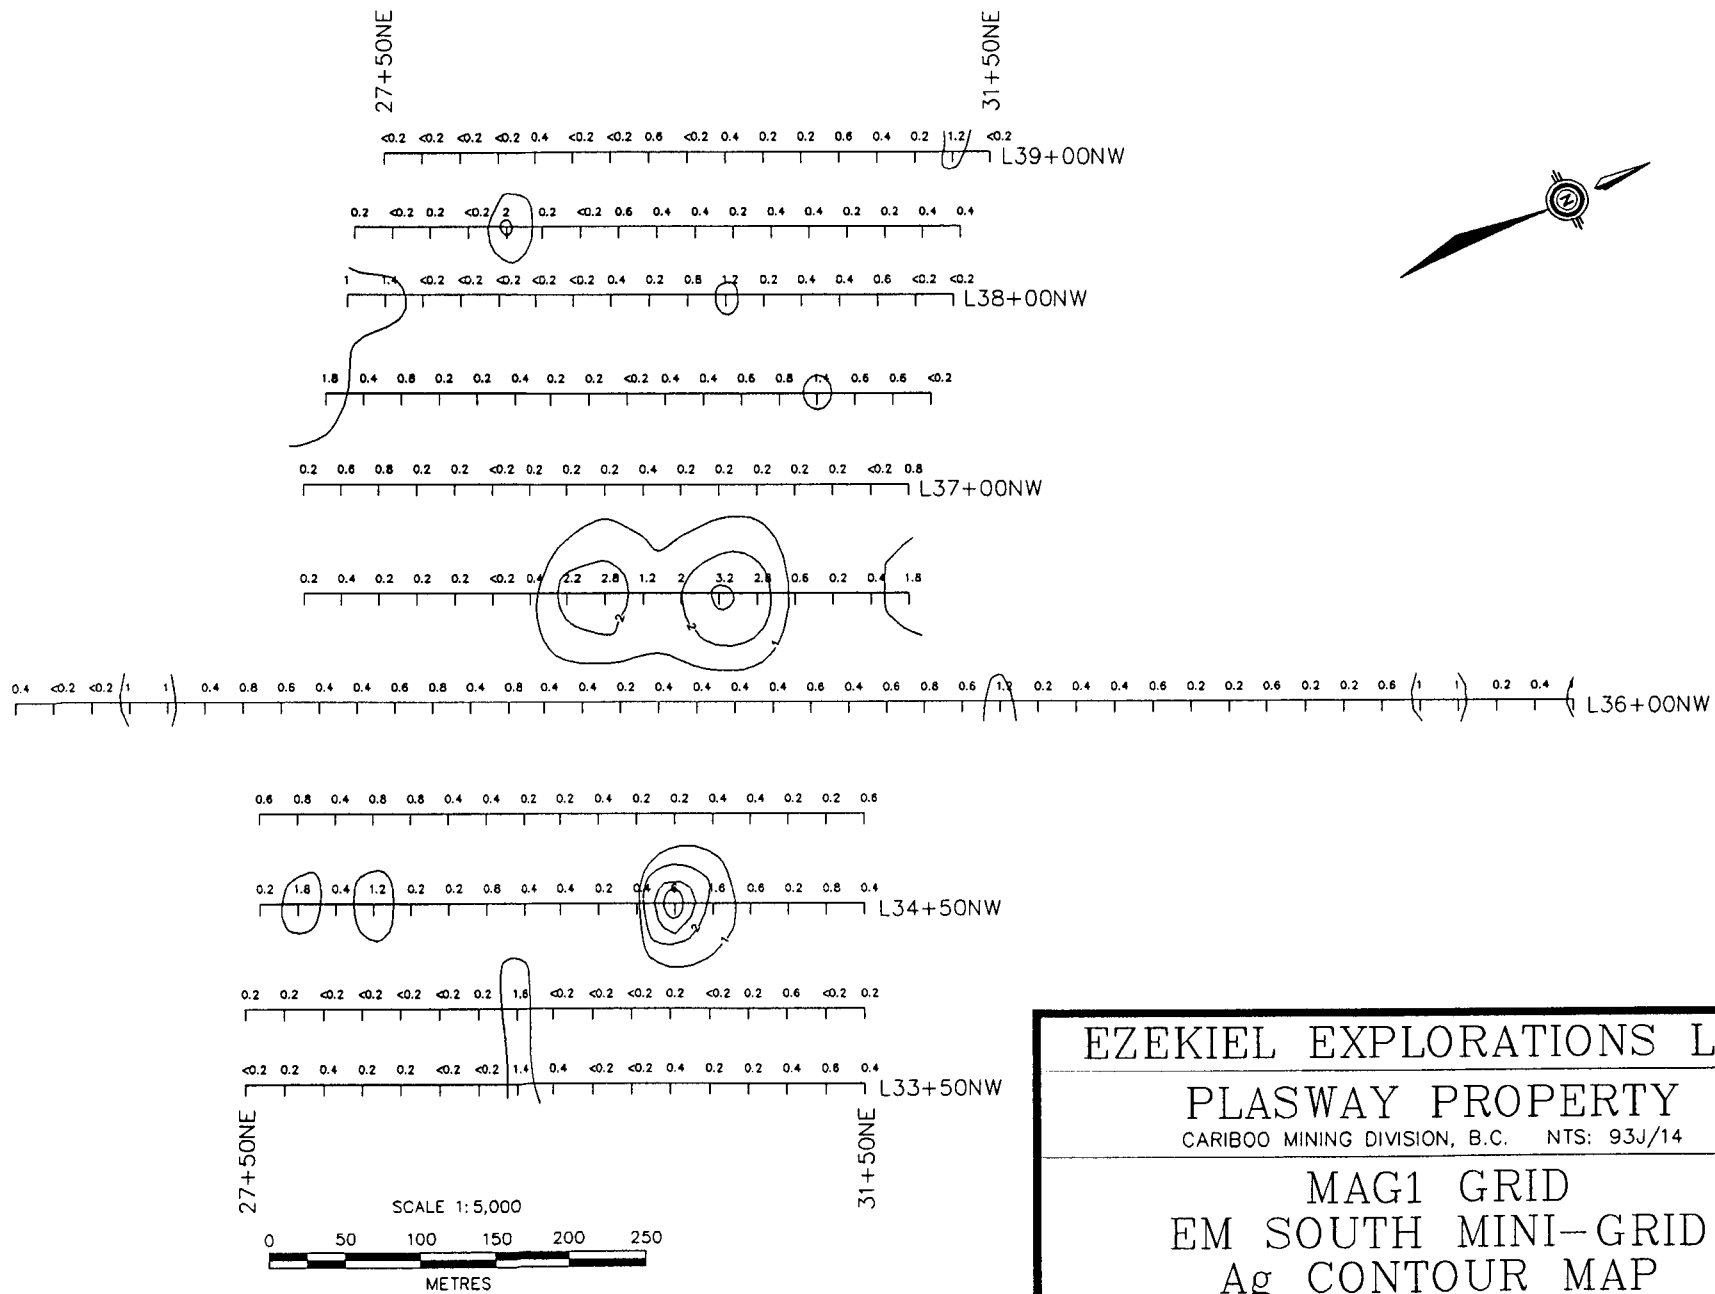 27+50NE 31+50NE
<0.2 <0.2 <0.2 <0.2 0.4 <0.2 <0.2 0.6 <0.2 0.4 0.2 0.2 0.6 0.4 0.2 1.2 <0.2
L39+00NW
0.2 <0.2 0.2 <0.2 2 0.2 <0.2 0.6 0.4 0.4 0.2 0.4 0.4 0.2 0.2 0.4 0.4
N
1 1.4 <0.2 <0.2 <0.2 <0.2 <0.2 0.4 0.2 0.8 1.2 0.2 0.4 0.4 0.6 <0.2 <0.2
L38+00NW
1.8 0.4 0.8 0.2 0.2 0.4 0.2 0.2 <0.2 0.4 0.4 0.6 0.8 1.4 0.6 0.6 <0.2
0.2 0.6 0.8 0.2 0.2 <0.2 0.2 0.2 0.2 0.4 0.2 0.2 0.2 0.2 0.2 <0.2 0.8
L37+00NW
0.2 0.4 0.2 0.2 0.2 <0.2 0.4 2.2 2.8 1.2 2 3.2 2.8 0.6 0.2 0.4 1.8
2 2 1
0.4 <0.2 <0.2 1 1 0.4 0.8 0.6 0.4 0.4 0.8 0.4 0.8 0.4 0.4 0.4 0.2 0.4 0.4 0.4 0.4 0.2 0.4 0.6 0.8 0.6 1.2 0.2 0.4 0.6 0.4 0.2 0.2 0.6 0.2 0.2 0.6 1 1 0.2 0.4
L36+00NW
0.6 0.8 0.4 0.8 0.8 0.4 0.4 0.2 0.2 0.4 0.2 0.2 0.4 0.4 0.2 0.2 0.6
0.2 1.8 0.4 1.2 0.2 0.2 0.8 0.4 0.4 0.2 0.4 1.6 0.6 0.2 0.8 0.4
L34+50NW
2 1
0.2 0.2 <0.2 <0.2 <0.2 <0.2 0.2 1.6 <0.2 <0.2 <0.2 0.2 <0.2 0.2 0.6 <0.2 0.2
<0.2 0.2 0.4 0.2 0.2 <0.2 <0.2 1.4 0.4 <0.2 <0.2 0.4 0.2 0.2 0.4 0.6 0.4
L33+50NW
27+50NE 31+50NE
SCALE 1:5,000
0 50 100 150 200 250
METRES
EZEKIEL EXPLORATIONS L
PLASWAY PROPERTY
CARIBOO MINING DIVISION, B.C. NTS: 93J/14
MAG1 GRID
EM SOUTH MINI-GRID
Ag CONTOUR MAP